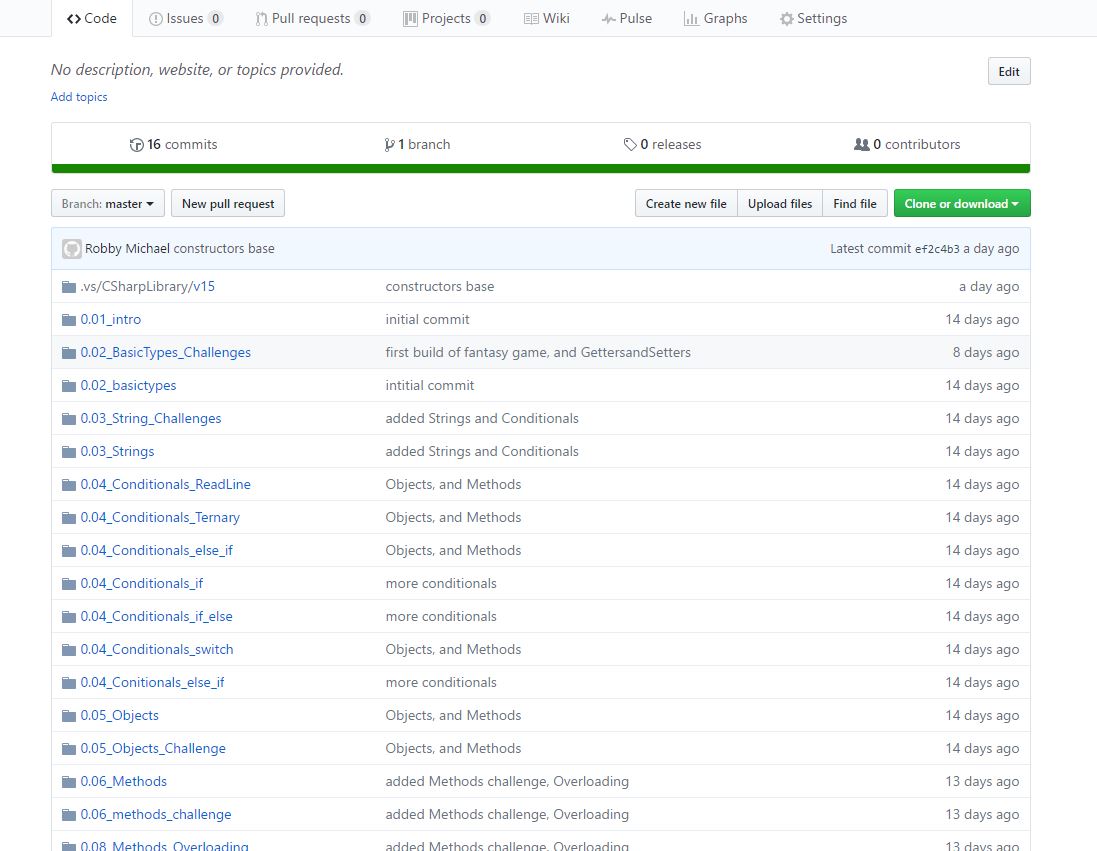 Code Issues 0 Pull requests 0 Projects 0 Wiki Pulse Graphs Settings
No description, website, or topics provided. Edit
Add topics
16 commits 1 branch 0 releases 0 contributors
Branch: master New pull request Create new file Upload files Find file Clone or download
Robby Michael constructors base Latest commit ef2c4b3 a day ago
.vs/CSharpLibrary/v15 constructors base a day ago
0.01_intro initial commit 14 days ago
0.02_BasicTypes_Challenges first build of fantasy game, and GettersandSetters 8 days ago
0.02_basictypes intitial commit 14 days ago
0.03_String_Challenges added Strings and Conditionals 14 days ago
0.03_Strings added Strings and Conditionals 14 days ago
0.04_Conditionals_ReadLine Objects, and Methods 14 days ago
0.04_Conditionals_Ternary Objects, and Methods 14 days ago
0.04_Conditionals_else_if Objects, and Methods 14 days ago
0.04_Conditionals_if more conditionals 14 days ago
0.04_Conditionals_if_else more conditionals 14 days ago
0.04_Conditionals_switch Objects, and Methods 14 days ago
0.04_Conitionals_else_if more conditionals 14 days ago
0.05_Objects Objects, and Methods 14 days ago
0.05_Objects_Challenge Objects, and Methods 14 days ago
0.06_Methods added Methods challenge, Overloading 13 days ago
0.06_methods_challenge added Methods challenge, Overloading 13 days ago
0.08_Methods_Overloading added Methods challenge, Overloading 13 days ago